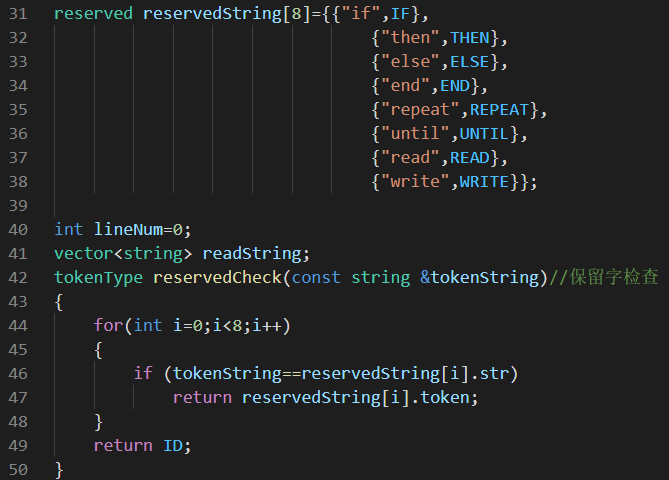 31 reserved reservedString[8]={{"if",IF},
32 {"then",THEN},
33 {"else",ELSE},
34 {"end",END},
35 {"repeat",REPEAT},
36 {"until",UNTIL},
37 {"read",READ},
38 {"write",WRITE}};
39
40 int lineNum=0;
41 vector<string> readString;
42 tokenType reservedCheck(const string &tokenString)//保留字检查
43 {
44 for(int i=0;i<8;i++)
45 {
46 if (tokenString==reservedString[i].str)
47 return reservedString[i].token;
48 }
49 return ID;
50 }